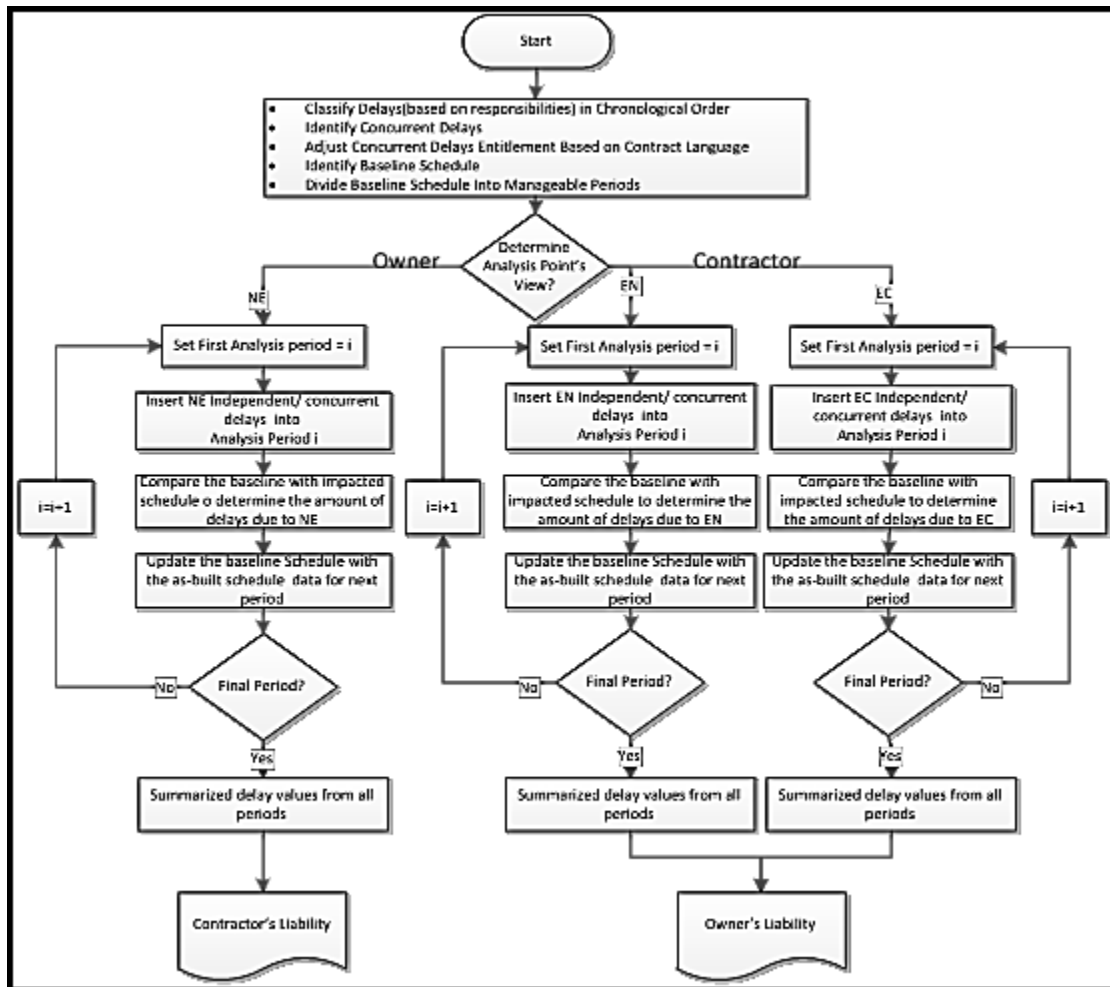 Start
• Classify Delays(based on responsibilities) in Chronological Order
• Identify Concurrent Delays
• Adjust Concurrent Delays Entitlement Based on Contract Language
• Identify Baseline Schedule
• Divide Baseline Schedule Into Manageable Periods
Determine
Analysis Point's
View?
Owner
Contractor
NE
EN
EC
Set First Analysis period = i
Set First Analysis period = i
Set First Analysis period = i
Insert NE Independent/ concurrent
delays into
Analysis Period i
Insert EN Independent/ concurrent
delays into
Analysis Period i
Insert EC Independent/
concurrent delays into
Analysis Period i
i=i+1
Compare the baseline with impacted
schedule o determine the amount of
delays due to NE
i=i+1
Compare the baseline with
impacted schedule to determine the
amount of delays due to EN
Compare the baseline with
impacted schedule to determine
the amount of delays due to EC
i=i+1
Update the baseline Schedule with
the as-built schedule data for next
period
Update the baseline Schedule with
the as-built schedule data for next
period
Update the baseline Schedule with
the as-built schedule data for next
period
No
Final Period?
No
Final Period?
Final Period?
No
Yes
Yes
Yes
Summarized delay values from all
periods
Summarized delay values from all
periods
Summarized delay values from all
periods
Contractor's Liability
Owner's Liability